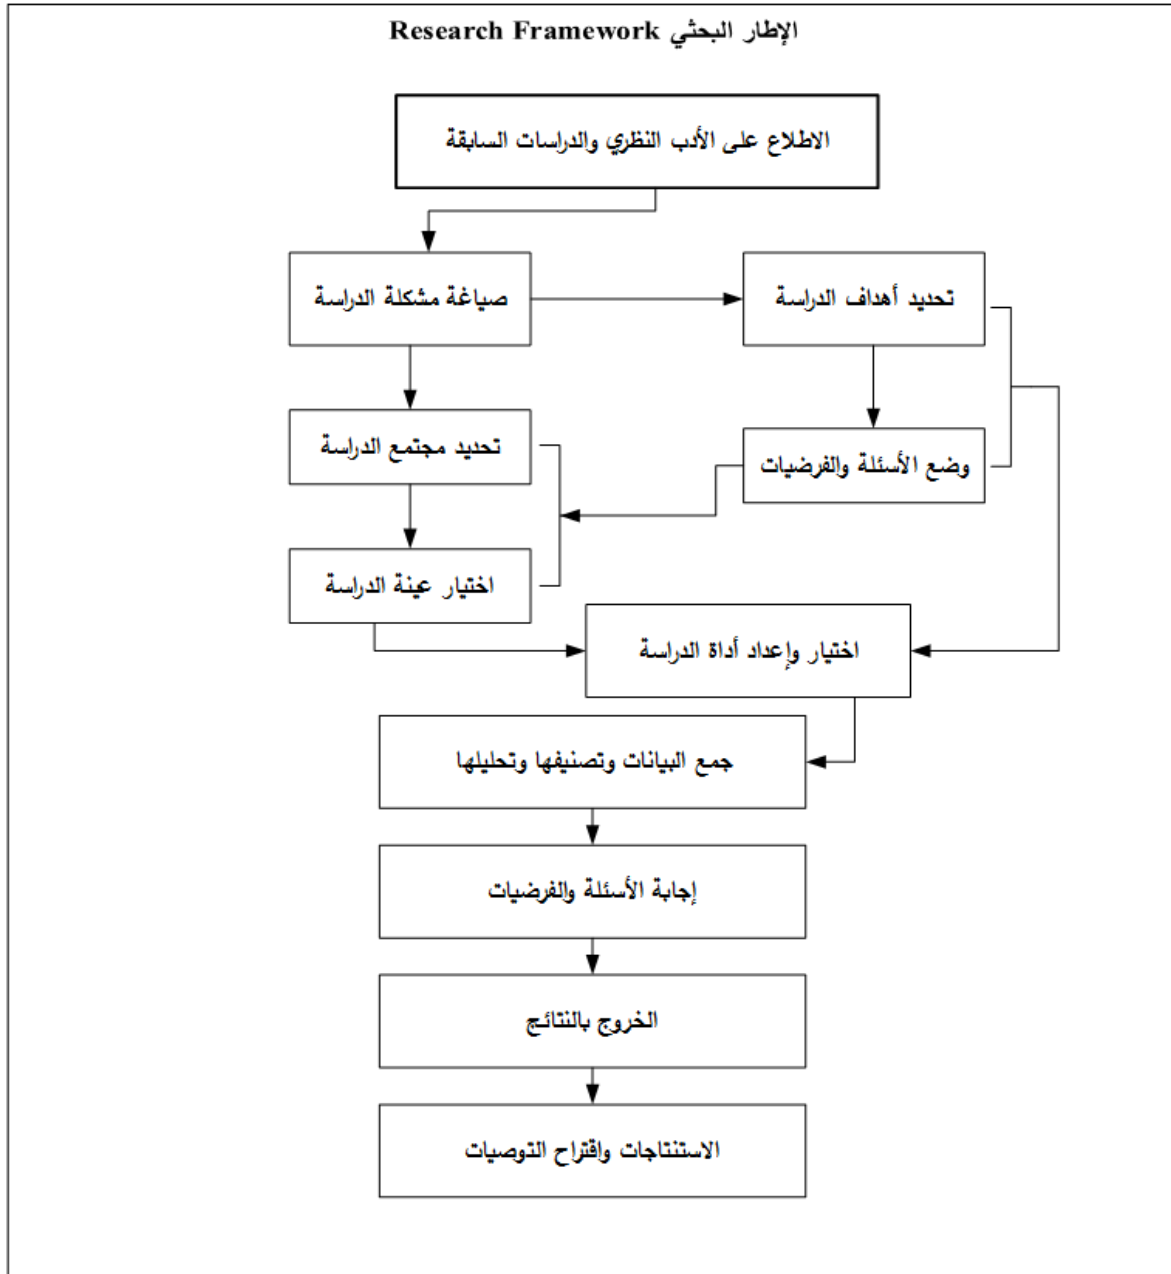 الإطار البحثي Research Framework
الاطلاع على الأدب النظري والدراسات السابقة
تحديد أهداف الدراسة
صياغة مشكلة الدراسة
وضع الأسئلة والفرضيات
تحديد مجتمع الدراسة
اختيار عينة الدراسة
اختيار وإعداد أداة الدراسة
جمع البيانات وتصنيفها وتحليلها
إجابة الأسئلة والفرضيات
الخروج بالنتائج
الاستنتاجات واقتراح التوصيات